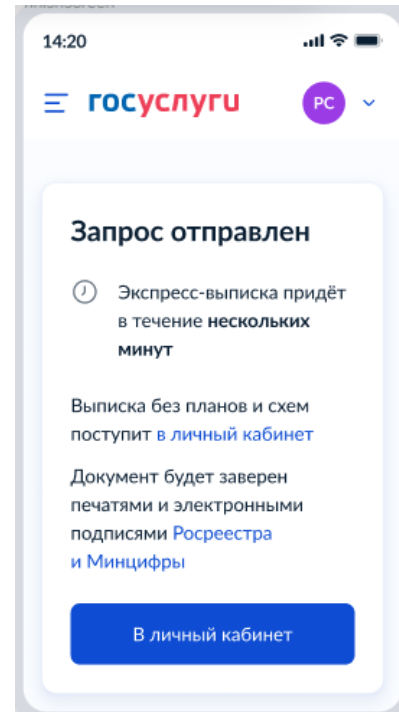 14:20
госуслуги
РС
Запрос отправлен
Экспресс-выписка придёт
в течение нескольких
минут
Выписка без планов и схем
поступит в личный кабинет
Документ будет заверен
печатями и электронными
подписями Росреестра
и Минцифры
В личный кабинет